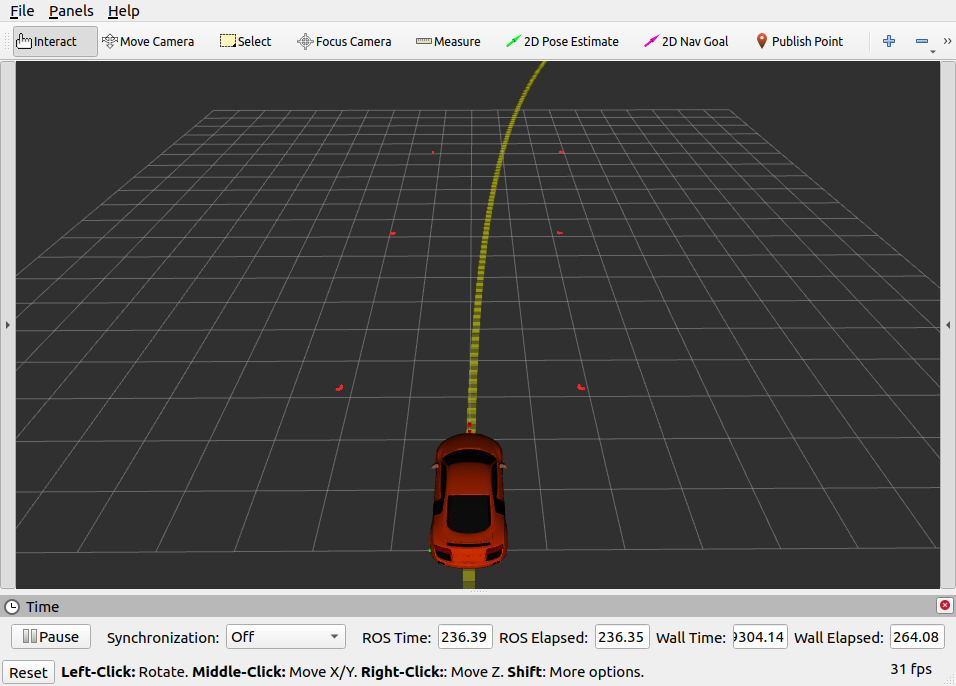 File Panels Help
Interact Move Camera Select Focus Camera Measure 2D Pose Estimate 2D Nav Goal Publish Point
Time
Pause Synchronization: Off ROS Time: 236.39 ROS Elapsed: 236.35 Wall Time: 9304.14 Wall Elapsed: 264.08
Reset Left-Click: Rotate. Middle-Click: Move X/Y. Right-Click:: Move Z. Shift: More options. 31 fps